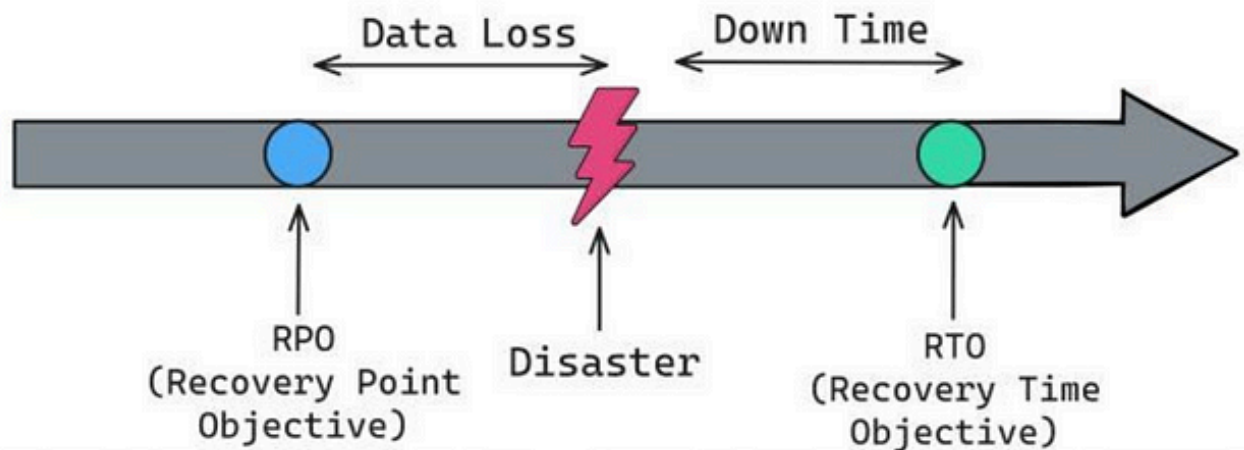 Data Loss
Down Time
RPO
(Recovery Point
Objective)
Disaster
RTO
(Recovery Time
Objective)